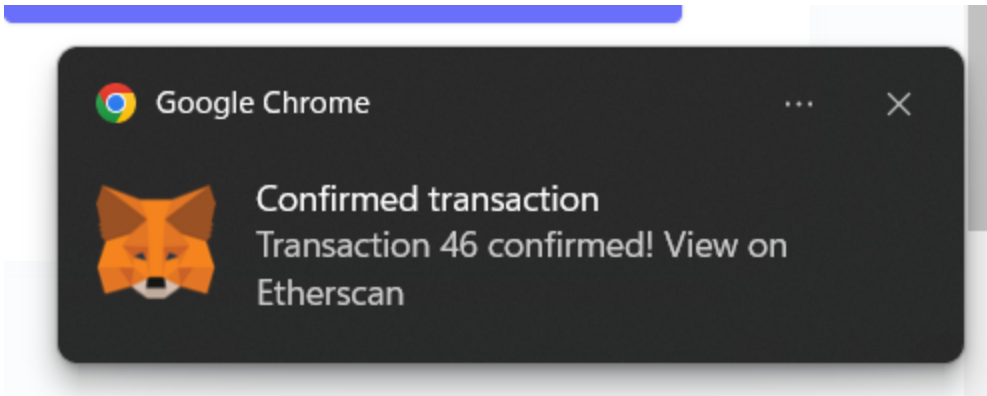 Google Chrome
Confirmed transaction
Transaction 46 confirmed! View on
Etherscan